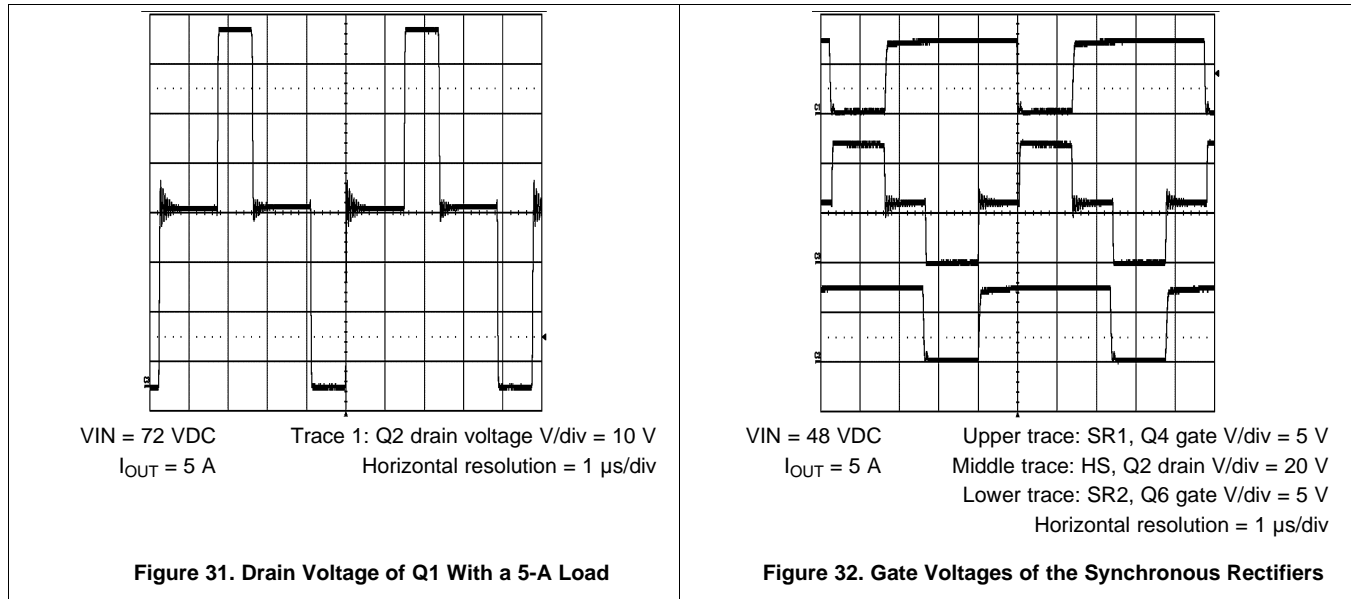 VIN = 72 VDC
Trace 1: Q2 drain voltage V/div = 10 V
IOUT = 5 A
Horizontal resolution = 1 μs/div
Figure 31. Drain Voltage of Q1 With a 5-A Load
VIN = 48 VDC
Upper trace: SR1, Q4 gate V/div = 5 V
IOUT = 5 A
Middle trace: HS, Q2 drain V/div = 20 V
Lower trace: SR2, Q6 gate V/div = 5 V
Horizontal resolution = 1 μs/div
Figure 32. Gate Voltages of the Synchronous Rectifiers